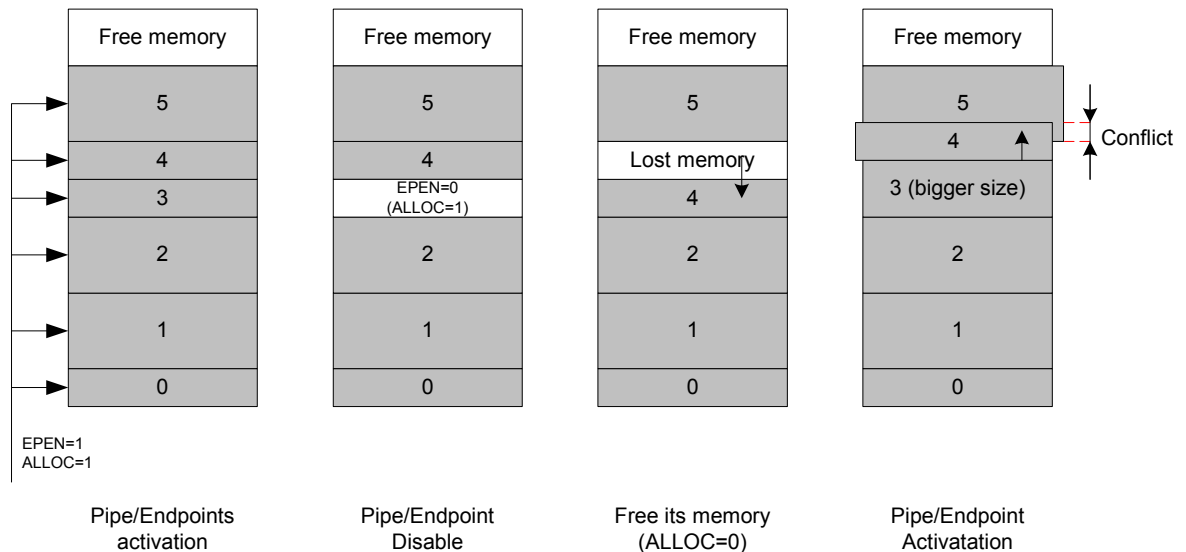 Free memory
5
4
3
2
1
0
EPEN=1
ALLOC=1
Pipe/Endpoints
activation
Free memory
5
4
EPEN=0
(ALLOC=1)
2
1
0
Pipe/Endpoint
Disable
Free memory
5
Lost memory
4
2
1
0
Free its memory
(ALLOC=0)
Free memory
5
4
3 (bigger size)
2
1
0
Conflict
Pipe/Endpoint
Activatation